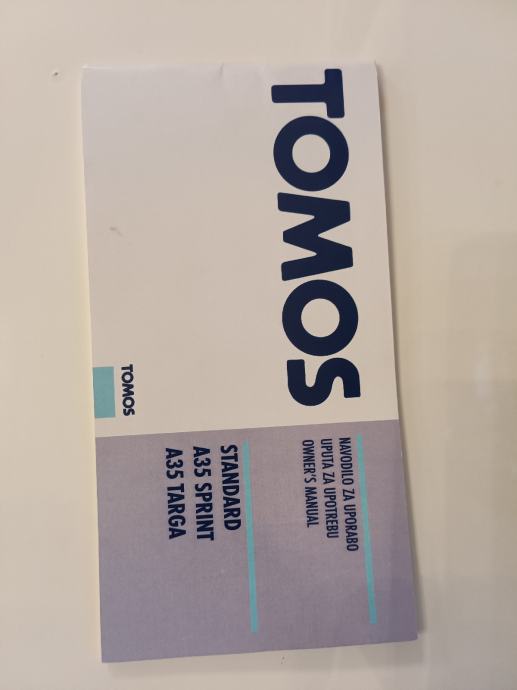 TOMOS
NAVODILO ZA UPORABO
UPUTA ZA UPOTREBU
OWNER'S MANUAL
STANDARD
A35 SPRINT
A35 TARGA
TOMOS